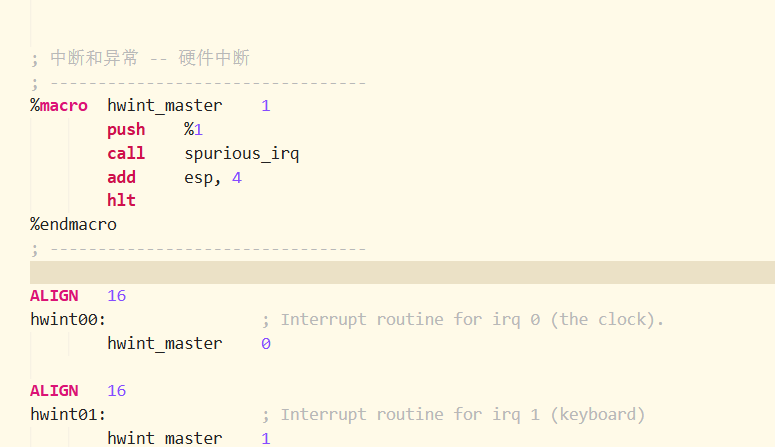 ; 中断和异常 -- 硬件中断
; ---------------------------------
%macro  hwint_master    1
        push    %1
        call    spurious_irq
        add     esp, 4
        hlt
%endmacro
; ---------------------------------
ALIGN   16
hwint00:                ; Interrupt routine for irq 0 (the clock).
        hwint_master    0
ALIGN   16
hwint01:                ; Interrupt routine for irq 1 (keyboard)
        hwint_master    1